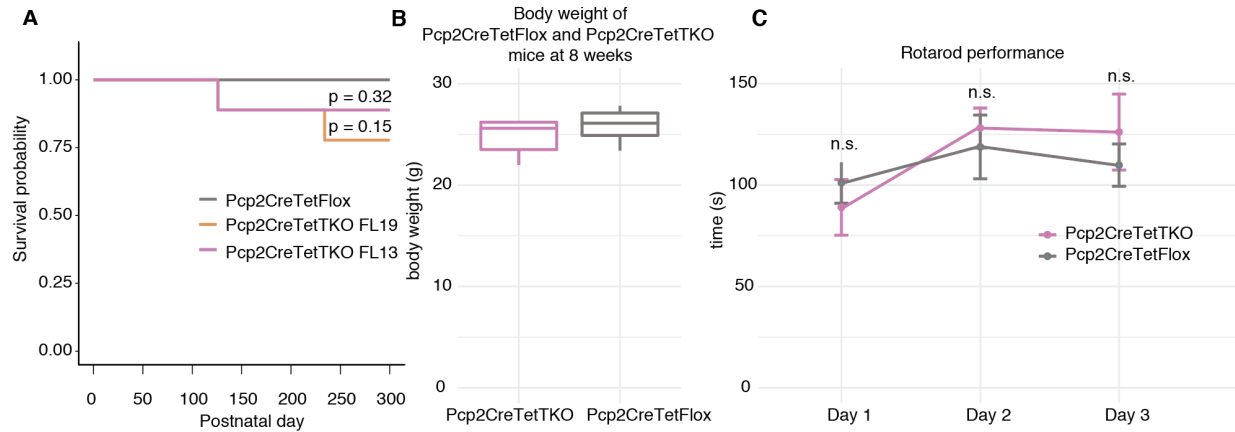 A
Survival probability
1.00
0.75
0.50
0.25
0.00
p = 0.32
p = 0.15
Pcp2CreTetFlox
Pcp2CreTetTKO FL19
Pcp2CreTetTKO FL13
0 50 100 150 200 250 300
Postnatal day
B
Body weight of
Pcp2CreTetFlox and Pcp2CreTetTKO
mice at 8 weeks
body weight (g)
30
20
10
0
Pcp2CreTetTKO Pcp2CreTetFlox
C
Rotarod performance
time (s)
150
100
50
0
n.s.
n.s.
n.s.
Pcp2CreTetTKO
Pcp2CreTetFlox
Day 1 Day 2 Day 3